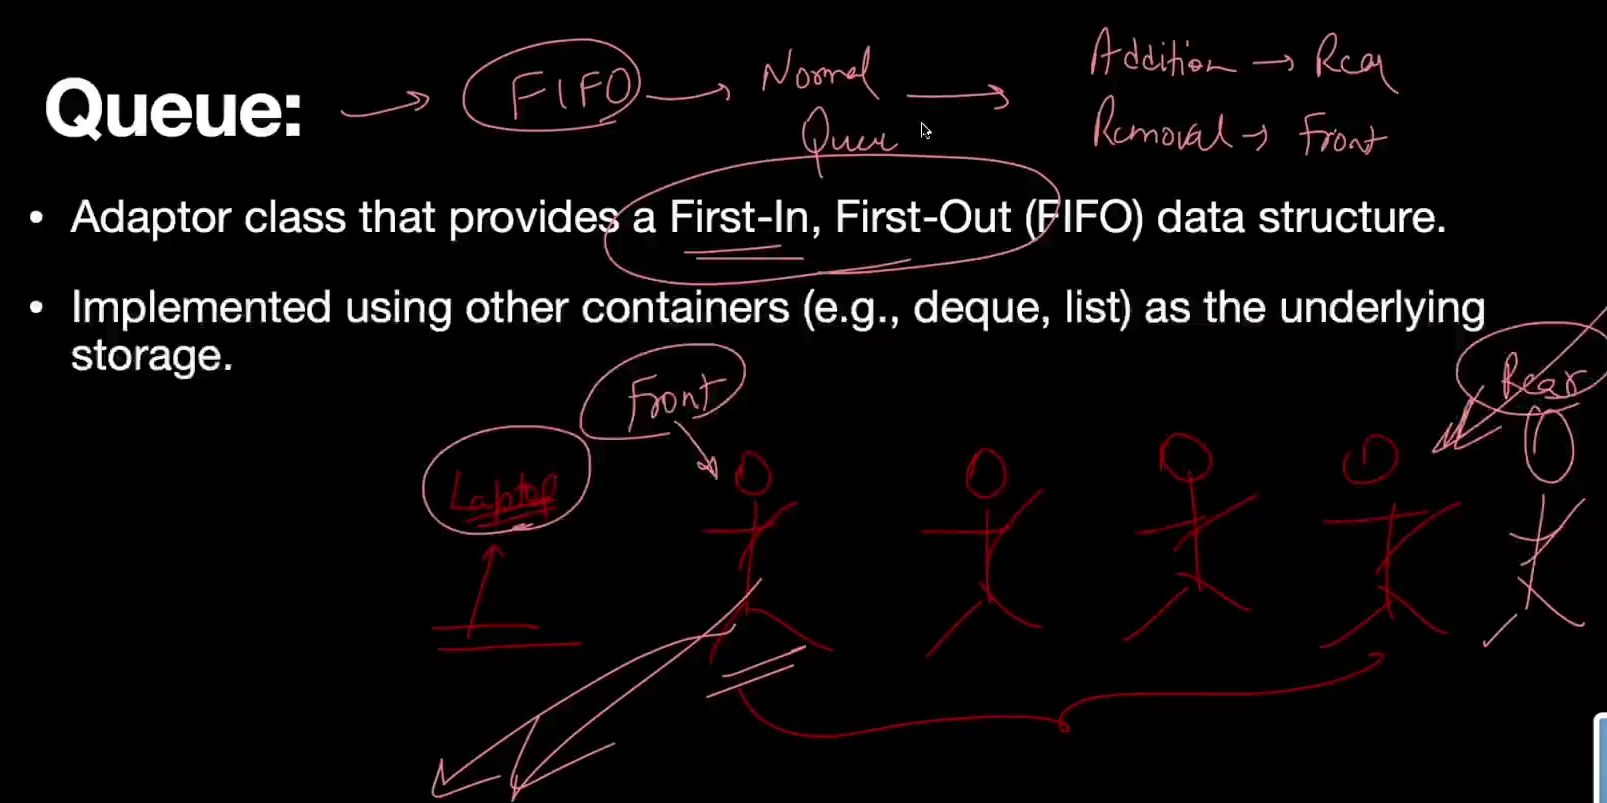 Queue: → FIFO → Normal Queue → Addition → Rear
Removal → Front
• Adaptor class that provides a First-In, First-Out (FIFO) data structure.
• Implemented using other containers (e.g., deque, list) as the underlying
storage.
Front
Rear
Laptop